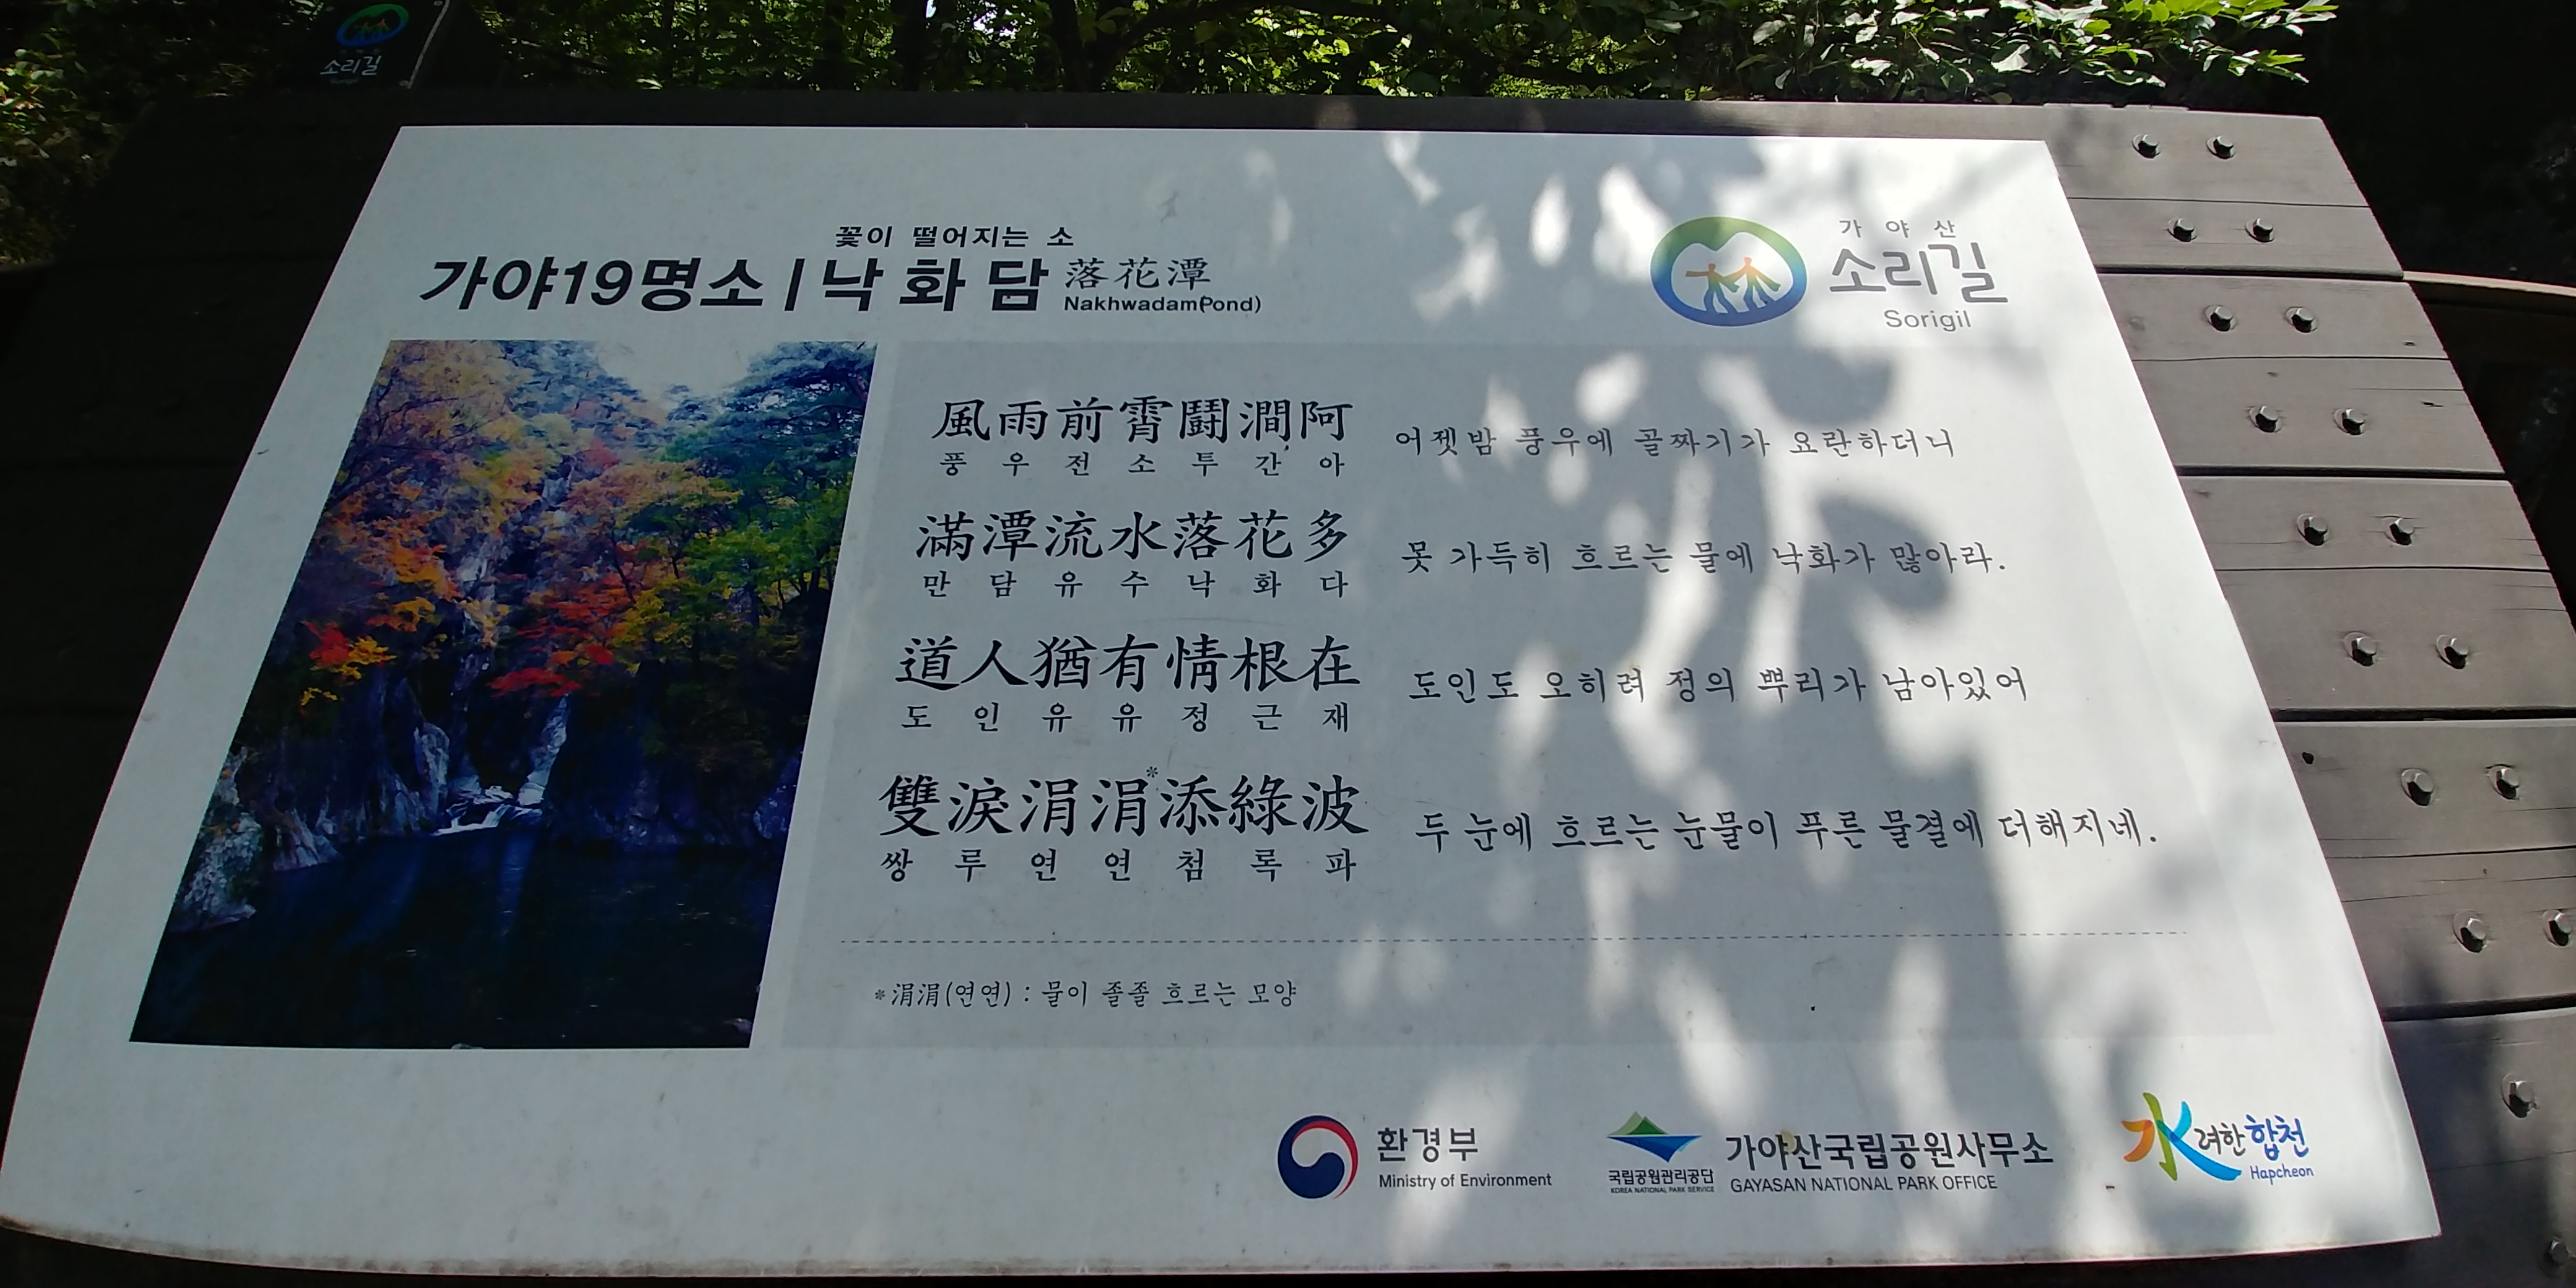 소리길
꽃이 떨어지는 소
가야19명소 | 낙화담 落花潭
Nakhwadam(Pond)
가야산
소리길
Sorigil
風雨前霄鬪澗阿
풍우전소투간아
어젯밤 풍우에 골짜기가 요란하더니
滿潭流水落花多
만담유수낙화다
못 가득히 흐르는 물에 낙화가 많아라.
道人猶有情根在
도인유유정근재
도인도 오히려 정의 뿌리가 남아있어
雙淚涓涓*添綠波
쌍루연연첨록파
두 눈에 흐르는 눈물이 푸른 물결에 더해지네.
*涓涓(연연) : 물이 졸졸 흐르는 모양
환경부
Ministry of Environment
국립공원관리공단
KOREA NATIONAL PARK SERVICE
가야산국립공원사무소
GAYASAN NATIONAL PARK OFFICE
水려한 합천
Hapcheon